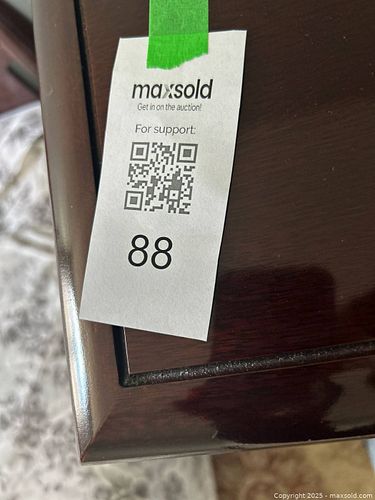 maxsold
Get in on the auction!
For support:
88
Copyright 2025 - maxsold.com